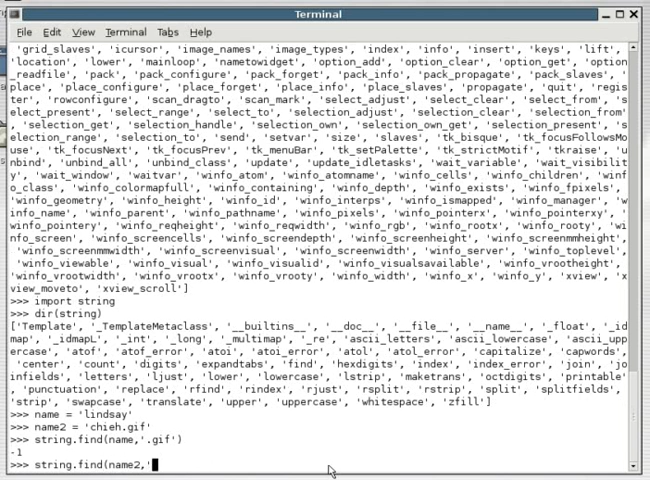 Terminal
File Edit View Terminal Tabs Help
'grid_slaves', 'icursor', 'image_names', 'image_types', 'index', 'info', 'insert', 'keys', 'lift',
'location', 'lower', 'mainloop', 'nametowidget', 'option_add', 'option_clear', 'option_get', 'option
_readfile', 'pack', 'pack_configure', 'pack_forget', 'pack_info', 'pack_propagate', 'pack_slaves', '
place', 'place_configure', 'place_forget', 'place_info', 'place_slaves', 'propagate', 'quit', 'regis
ter', 'rowconfigure', 'scan_dragto', 'scan_mark', 'select_adjust', 'select_clear', 'select_from', 's
elect_present', 'select_range', 'select_to', 'selection_adjust', 'selection_clear', 'selection_from'
, 'selection_get', 'selection_handle', 'selection_own', 'selection_own_get', 'selection_present', 's
election_range', 'selection_to', 'send', 'setvar', 'size', 'slaves', 'tk_bisque', 'tk_focusFollowsMo
use', 'tk_focusNext', 'tk_focusPrev', 'tk_menuBar', 'tk_setPalette', 'tk_strictMotif', 'tkraise', 'u
nbind', 'unbind_all', 'unbind_class', 'update', 'update_idletasks', 'wait_variable', 'wait_visibilit
y', 'wait_window', 'waitvar', 'winfo_atom', 'winfo_atomname', 'winfo_cells', 'winfo_children', 'winf
o_class', 'winfo_colormapfull', 'winfo_containing', 'winfo_depth', 'winfo_exists', 'winfo_fpixels',
'winfo_geometry', 'winfo_height', 'winfo_id', 'winfo_interps', 'winfo_ismapped', 'winfo_manager', 'w
info_name', 'winfo_parent', 'winfo_pathname', 'winfo_pixels', 'winfo_pointerx', 'winfo_pointerxy', '
winfo_pointery', 'winfo_reqheight', 'winfo_reqwidth', 'winfo_rgb', 'winfo_rootx', 'winfo_rooty', 'wi
nfo_screen', 'winfo_screencells', 'winfo_screendepth', 'winfo_screenheight', 'winfo_screenmmheight',
'winfo_screenmmwidth', 'winfo_screenvisual', 'winfo_screenwidth', 'winfo_server', 'winfo_toplevel',
'winfo_viewable', 'winfo_visual', 'winfo_visualid', 'winfo_visualsavailable', 'winfo_vrootheight',
'winfo_vrootwidth', 'winfo_vrootx', 'winfo_vrooty', 'winfo_width', 'winfo_x', 'winfo_y', 'xview', 'x
view_moveto', 'xview_scroll']
>>> import string
>>> dir(string)
['Template', '_TemplateMetaclass', '__builtins__', '__doc__', '__file__', '__name__', '_float', '_id
map', '_idmapL', '_int', '_long', '_multimap', '_re', 'ascii_letters', 'ascii_lowercase', 'ascii_upp
ercase', 'atof', 'atof_error', 'atoi', 'atoi_error', 'atol', 'atol_error', 'capitalize', 'capwords',
'center', 'count', 'digits', 'expandtabs', 'find', 'hexdigits', 'index', 'index_error', 'join', 'jo
infields', 'letters', 'ljust', 'lower', 'lowercase', 'lstrip', 'maketrans', 'octdigits', 'printable'
, 'punctuation', 'replace', 'rfind', 'rindex', 'rjust', 'rsplit', 'rstrip', 'split', 'splitfields',
'strip', 'swapcase', 'translate', 'upper', 'uppercase', 'whitespace', 'zfill']
>>> name = 'lindsay'
>>> name2 = 'chieh.gif'
>>> string.find(name,'.gif')
-1
>>> string.find(name2,'